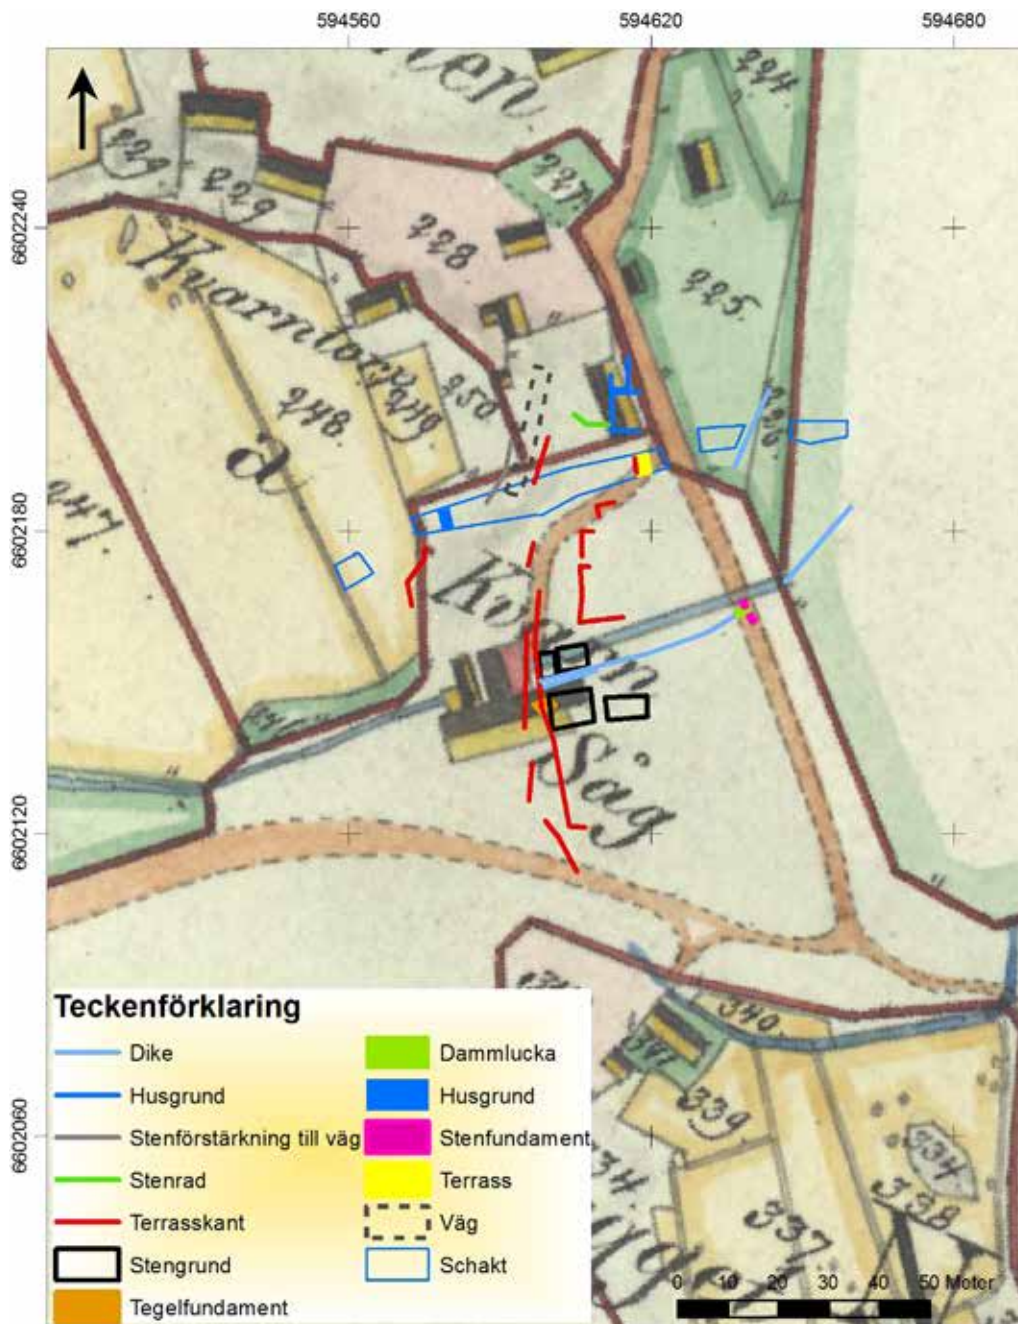 594560 594620 594680
224.
229
229
227.
228
6602240
225.
Kvarntorp
249.
250
248.
226.
a
247.
6602180
Kvarn
Såg
6602120
Teckenförklaring
Dike
Husgrund
Stenförstärkning till väg
Stenrad
Terrasskant
Stengrund
Tegelfundament
Dammlucka
Husgrund
Stenfundament
Terrass
Väg
Schakt
340.
341
339
6602060
334
338
337
0 10 20 30 40 50 Meter